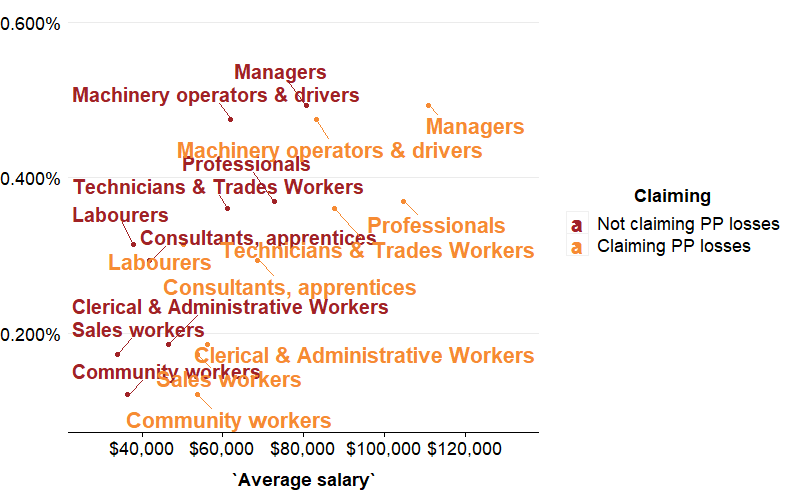 0.600%
Managers
Machinery operators & drivers
Managers
Machinery operators & drivers
Professionals
0.400%
Technicians & Trades Workers
Labourers
Professionals
Consultants, apprentices
Technicians & Trades Workers
Labourers
Consultants, apprentices
Clerical & Administrative Workers
Sales workers
0.200%
Clerical & Administrative Workers
Community workers
Sales workers
Community workers
$40,000 $60,000 $80,000 $100,000 $120,000
`Average salary`
Claiming
a Not claiming PP losses
a Claiming PP losses